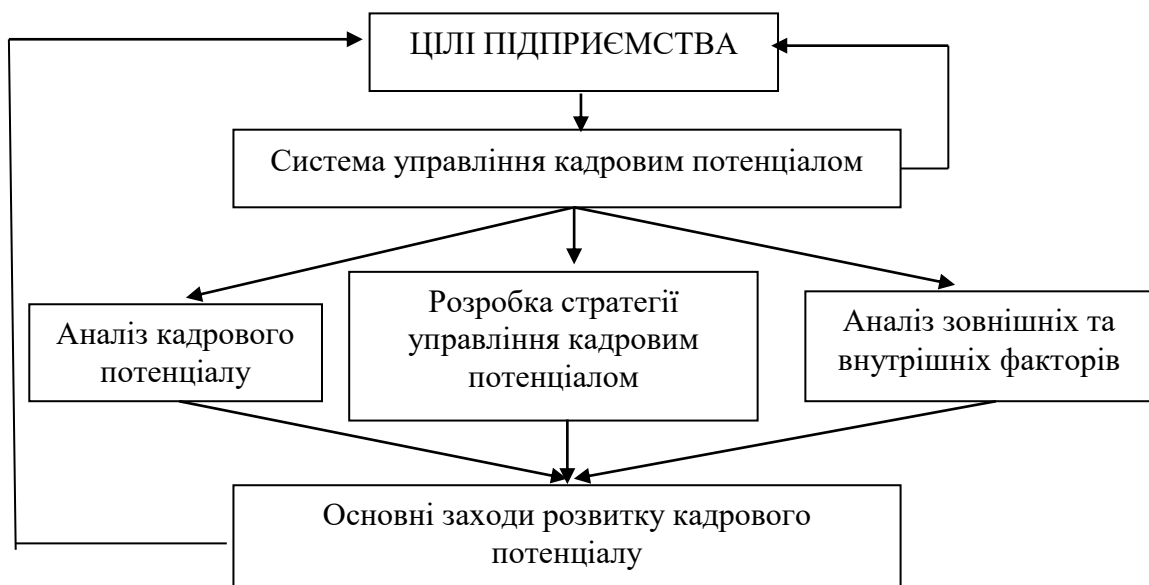 ЦІЛІ ПІДПРИЄМСТВА
Система управління кадровим потенціалом
Аналіз кадрового
потенціалу
Розробка стратегії
управління кадровим
потенціалом
Аналіз зовнішніх та
внутрішніх факторів
Основні заходи розвитку кадрового
потенціалу